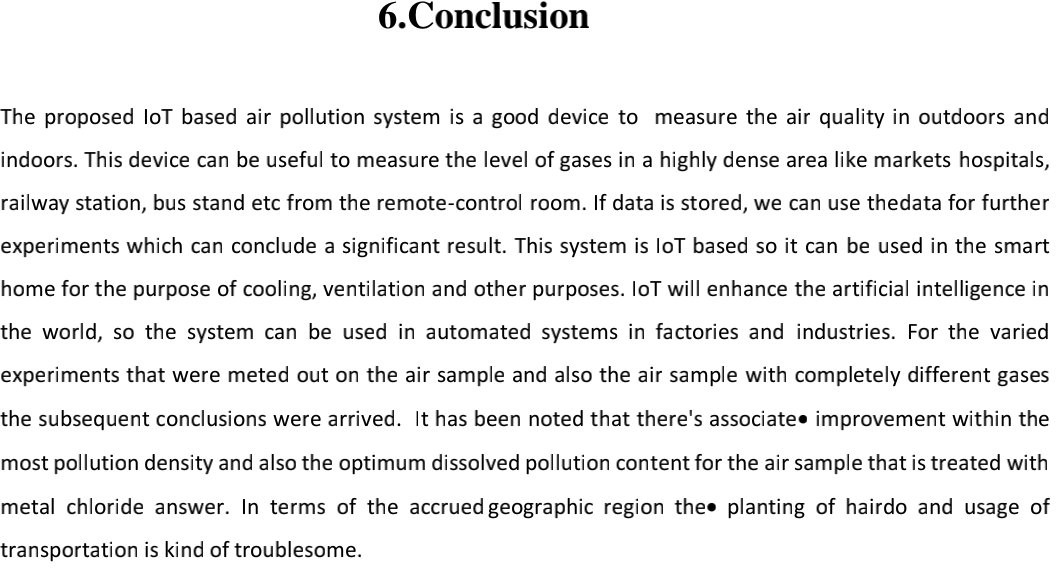 6.Conclusion
The proposed IoT based air pollution system is a good device to  measure the air quality in outdoors and
indoors. This device can be useful to measure the level of gases in a highly dense area like markets hospitals,
railway station, bus stand etc from the remote-control room. If data is stored, we can use thedata for further
experiments which can conclude a significant result. This system is IoT based so it can be used in the smart
home for the purpose of cooling, ventilation and other purposes. IoT will enhance the artificial intelligence in
the world, so the system can be used in automated systems in factories and industries. For the varied
experiments that were meted out on the air sample and also the air sample with completely different gases
the subsequent conclusions were arrived.  It has been noted that there's associate• improvement within the
most pollution density and also the optimum dissolved pollution content for the air sample that is treated with
metal chloride answer. In terms of the accrued geographic region the• planting of hairdo and usage of
transportation is kind of troublesome.